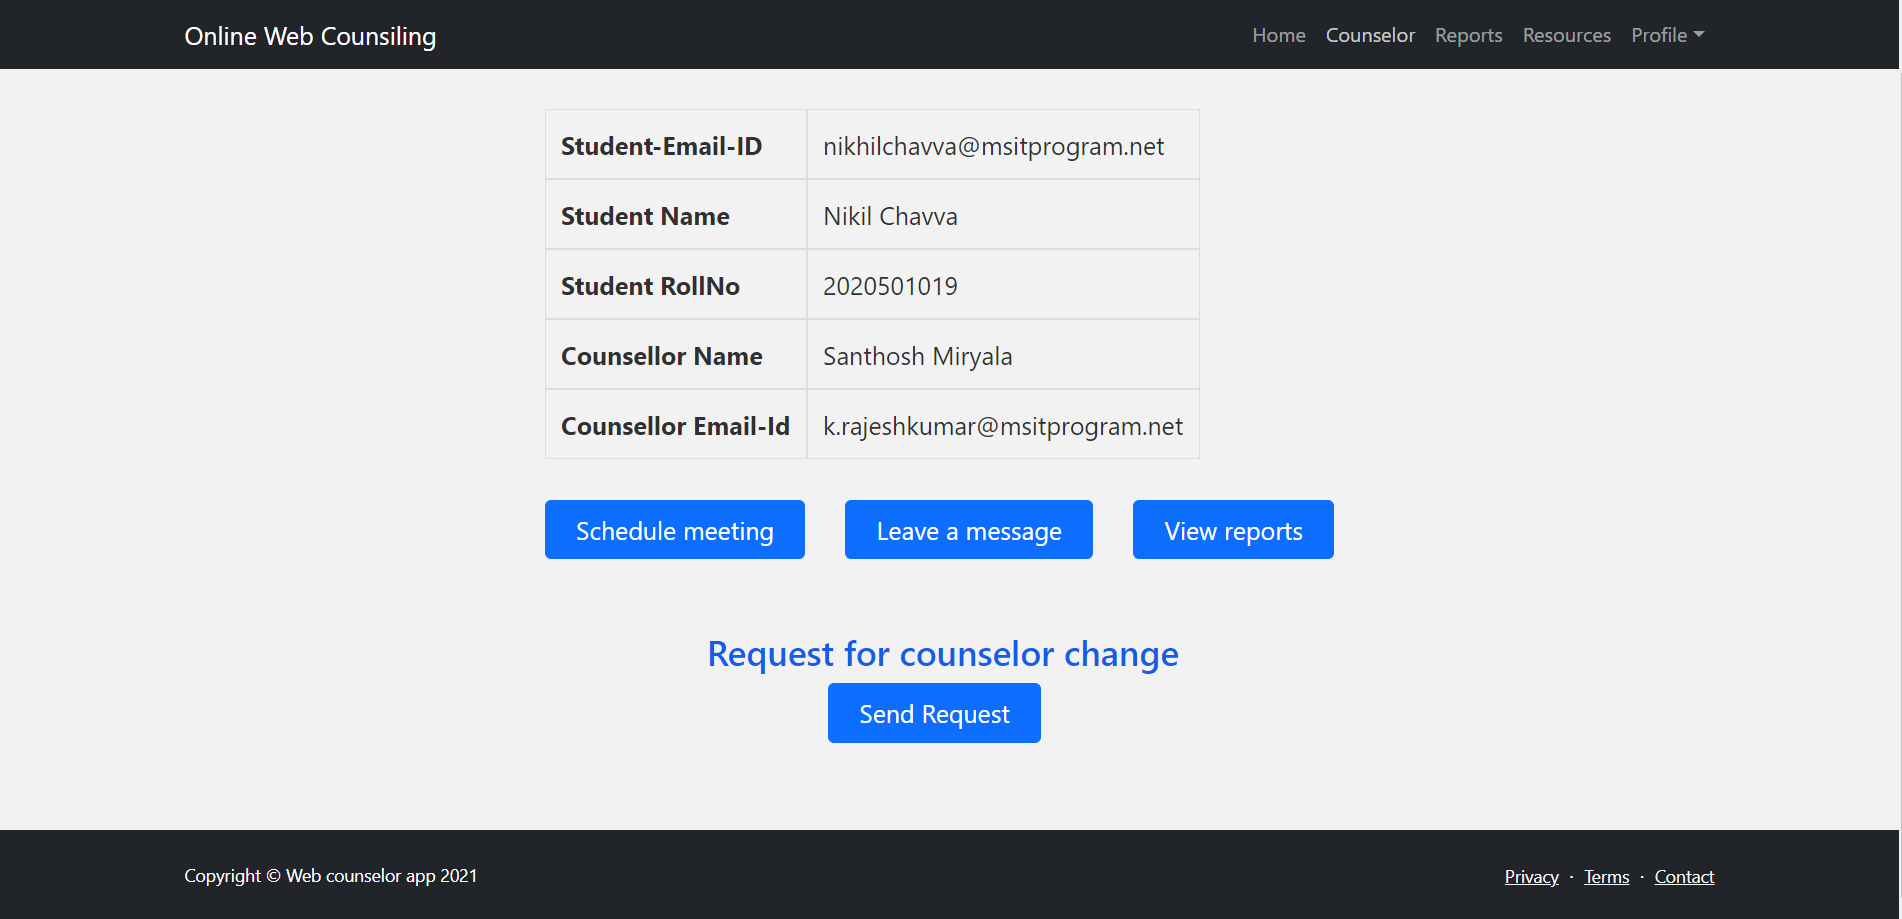 Online Web Counsiling
Home Counselor Reports Resources Profile
Student-Email-ID nikhilchavva@msitprogram.net
Student Name Nikil Chavva
Student RollNo 2020501019
Counsellor Name Santhosh Miryala
Counsellor Email-Id k.rajeshkumar@msitprogram.net
Schedule meeting Leave a message View reports
Request for counselor change
Send Request
Copyright © Web counselor app 2021
Privacy · Terms · Contact